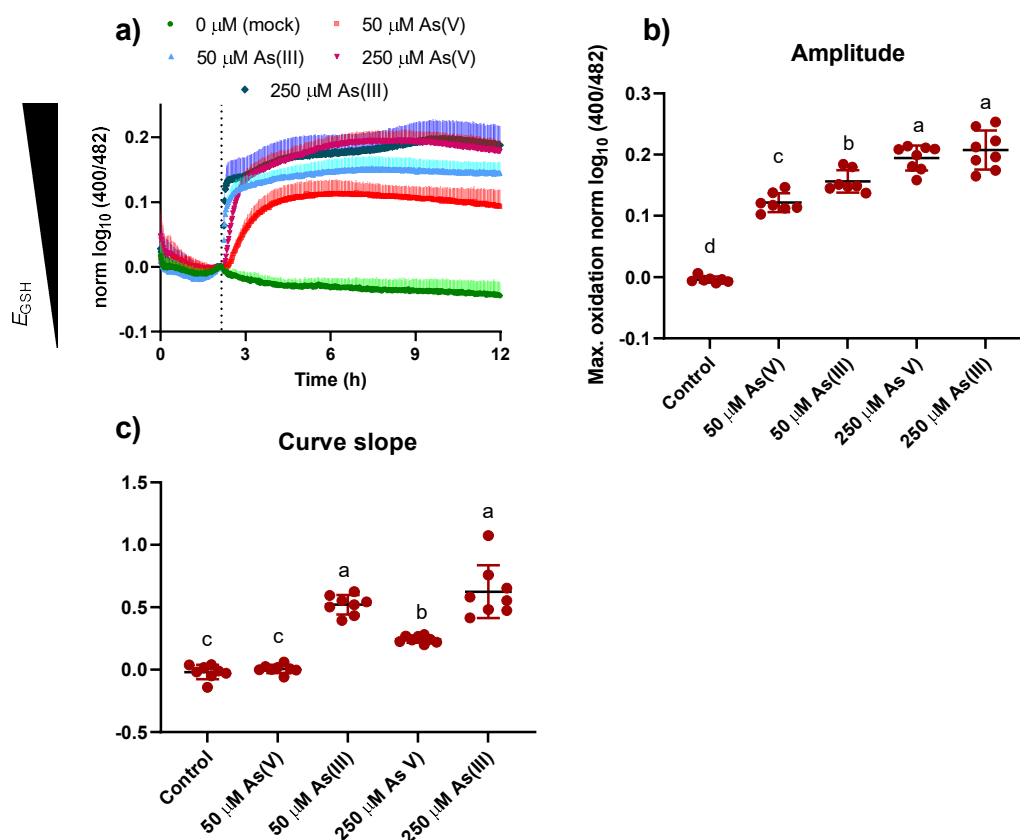 a)
0 µM (mock)
50 µM As(V)
50 µM As(III)
250 µM As(V)
250 µM As(III)
E_GSH
norm log10 (400/482)
0.2
0.1
0.0
-0.1
0 3 6 9 12
Time (h)
b)
Amplitude
Max. oxidation norm log10 (400/482)
0.3
0.2
0.1
0.0
-0.1
d
c
b
a
a
Control
50 µM As(V)
50 µM As(III)
250 µM As V)
250 µM As(III)
c)
Curve slope
1.5
1.0
0.5
0.0
-0.5
c
c
a
b
a
Control
50 µM As(V)
50 µM As(III)
250 µM As V)
250 µM As(III)